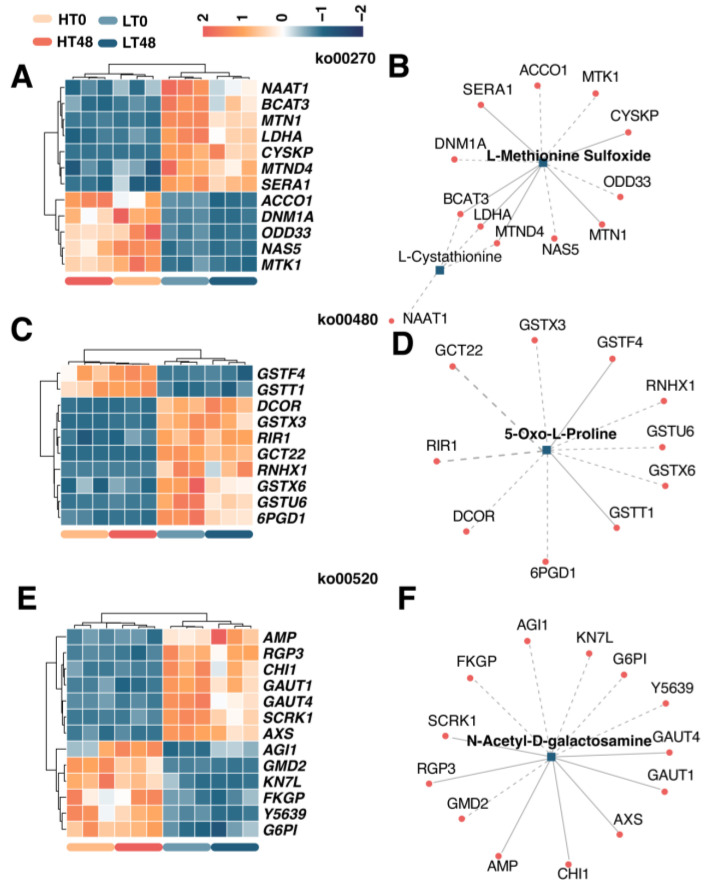 HT0 LT0
HT48 LT48
2 1 0 −1 −2
ko00270
A
NAAT1
BCAT3
MTN1
LDHA
CYSKP
MTND4
SERA1
ACCO1
DNM1A
ODD33
NAS5
MTK1
B
ACCO1
MTK1
SERA1
CYSKP
DNM1A
L-Methionine Sulfoxide
ODD33
BCAT3
LDHA
MTND4
MTN1
NAS5
L-Cystathionine
NAAT1
ko00480
C
GSTF4
GSTT1
DCOR
GSTX3
RIR1
GCT22
RNHX1
GSTX6
GSTU6
6PGD1
D
GSTX3
GSTF4
GCT22
RNHX1
5-Oxo-L-Proline
GSTU6
RIR1
GSTX6
GSTT1
DCOR
6PGD1
ko00520
E
AMP
RGP3
CHI1
GAUT1
GAUT4
SCRK1
AXS
AGI1
GMD2
KN7L
FKGP
Y5639
G6PI
F
AGI1
KN7L
G6PI
FKGP
Y5639
SCRK1
N-Acetyl-D-galactosamine
GAUT4
RGP3
GAUT1
GMD2
AXS
AMP
CHI1